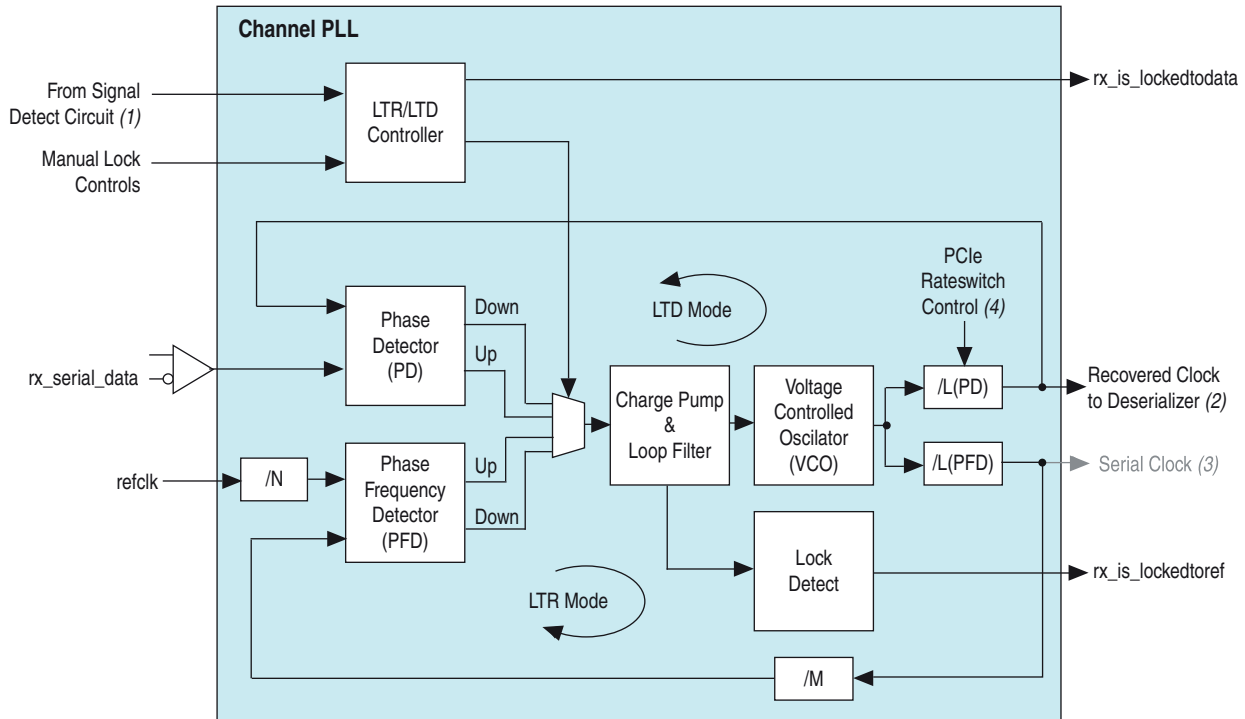 Channel PLL
From Signal
Detect Circuit (1)
Manual Lock
Controls
LTR/LTD
Controller
rx_is_lockedtodata
PCIe
Rateswitch
Control (4)
LTD Mode
Phase
Detector
(PD)
Down
Up
rx_serial_data
Charge Pump
&
Loop Filter
Voltage
Controlled
Oscilator
(VCO)
/L(PD)
Recovered Clock
to Deserializer (2)
/L(PFD)
Serial Clock (3)
refclk
/N
Phase
Frequency
Detector
(PFD)
Up
Down
Lock
Detect
rx_is_lockedtoref
LTR Mode
/M